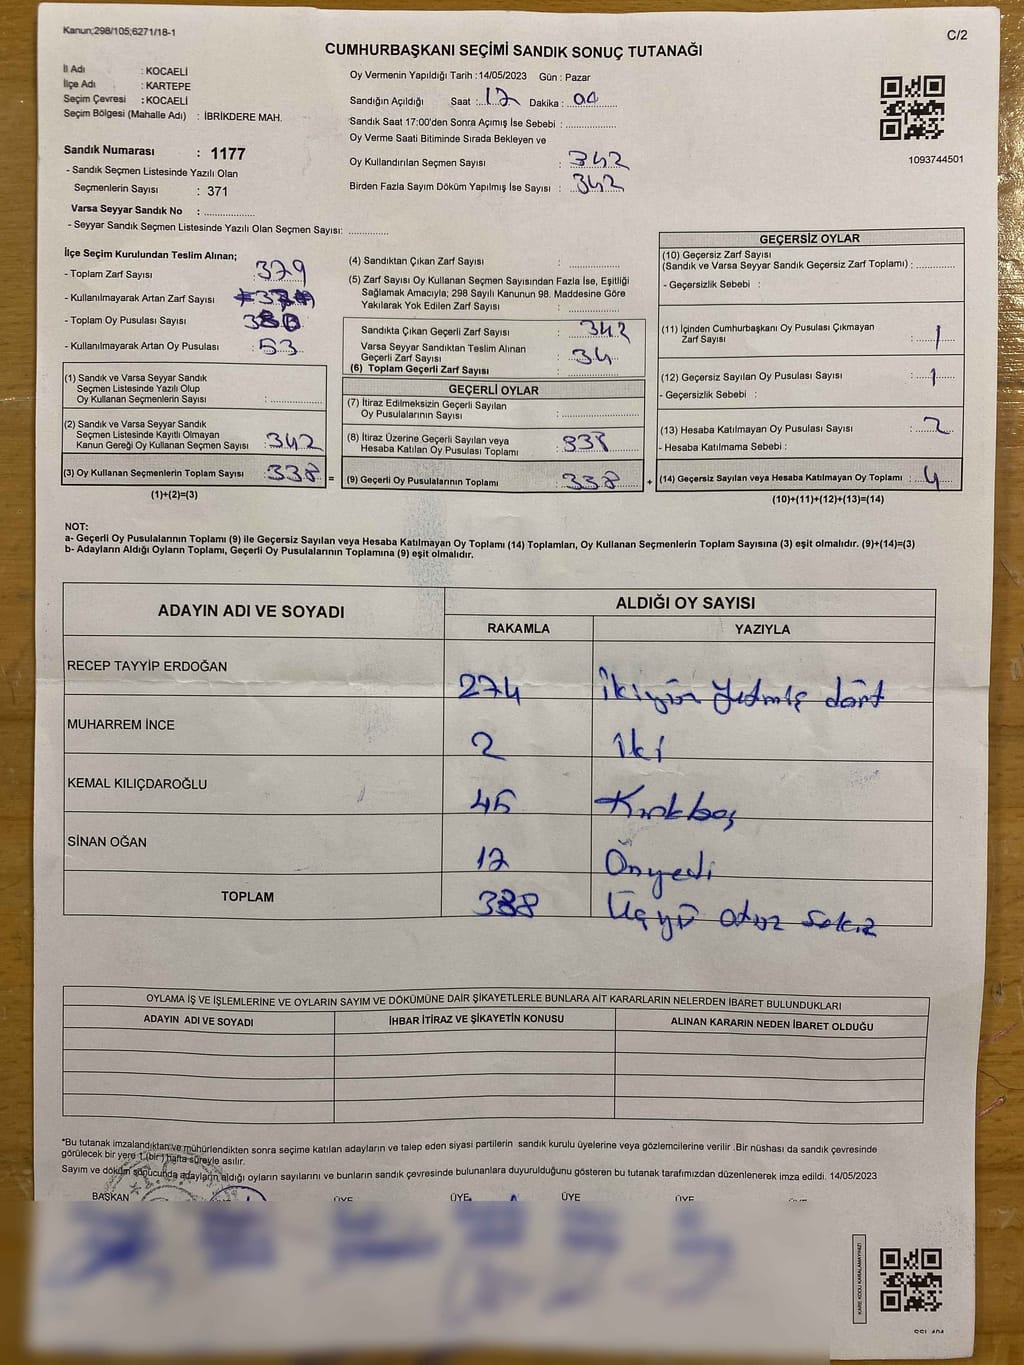 Kanun;298/105;6271/18-1
C/2
CUMHURBAŞKANI SEÇİMİ SANDIK SONUÇ TUTANAĞI
İl Adı : KOCAELİ
İlçe Adı : KARTEPE
Seçim Çevresi : KOCAELİ
Seçim Bölgesi (Mahalle Adı) : İBRİKDERE MAH.
Sandık Numarası : 1177
- Sandık Seçmen Listesinde Yazılı Olan
Seçmenlerin Sayısı : 371
Varsa Seyyar Sandık No : ..................
- Seyyar Sandık Seçmen Listesinde Yazılı Olan Seçmen Sayısı: ..............
Oy Vermenin Yapıldığı Tarih :14/05/2023 Gün : Pazar
Sandığın Açıldığı Saat : 17 Dakika : 00
Sandık Saat 17:00'den Sonra Açımış İse Sebebi : ..................
Oy Verme Saati Bitiminde Sırada Bekleyen ve
Oy Kullandırılan Seçmen Sayısı : 342
Birden Fazla Sayım Döküm Yapılmış İse Sayısı : 342
1093744501
İlçe Seçim Kurulundan Teslim Alınan;
- Toplam Zarf Sayısı : 379
- Kullanılmayarak Artan Zarf Sayısı :
- Toplam Oy Pusulası Sayısı :
- Kullanılmayarak Artan Oy Pusulası : 53
(1) Sandık ve Varsa Seyyar Sandık
Seçmen Listesinde Yazılı Olup
Oy Kullanan Seçmenlerin Sayısı : ..................
(2) Sandık ve Varsa Seyyar Sandık
Seçmen Listesinde Kayıtlı Olmayan
Kanun Gereği Oy Kullanan Seçmen Sayısı : 342
(3) Oy Kullanan Seçmenlerin Toplam Sayısı : 338 =
(1)+(2)=(3)
(4) Sandıktan Çıkan Zarf Sayısı : ..................
(5) Zarf Sayısı Oy Kullanan Seçmen Sayısından Fazla İse, Eşitliği
Sağlamak Amacıyla; 298 Sayılı Kanunun 98. Maddesine Göre
Yakılarak Yok Edilen Zarf Sayısı : ..................
Sandıkta Çıkan Geçerli Zarf Sayısı : 342
Varsa Seyyar Sandıktan Teslim Alınan
Geçerli Zarf Sayısı : 34
(6) Toplam Geçerli Zarf Sayısı : ..................
GEÇERLİ OYLAR
(7) İtiraz Edilmeksizin Geçerli Sayılan
Oy Pusulalarının Sayısı : ..................
(8) İtiraz Üzerine Geçerli Sayılan veya
Hesaba Katılan Oy Pusulası Toplamı : 338
(9) Geçerli Oy Pusulalarının Toplamı : 338 +
GEÇERSİZ OYLAR
(10) Geçersiz Zarf Sayısı
(Sandık ve Varsa Seyyar Sandık Geçersiz Zarf Toplamı) : ..............
- Geçersizlik Sebebi :
(11) İçinden Cumhurbaşkanı Oy Pusulası Çıkmayan
Zarf Sayısı : 1
(12) Geçersiz Sayılan Oy Pusulası Sayısı : 1
- Geçersizlik Sebebi :
(13) Hesaba Katılmayan Oy Pusulası Sayısı : 2
- Hesaba Katılmama Sebebi :
(14) Geçersiz Sayılan veya Hesaba Katılmayan Oy Toplamı : 4
(10)+(11)+(12)+(13)=(14)
NOT:
a- Geçerli Oy Pusulalarının Toplamı (9) ile Geçersiz Sayılan veya Hesaba Katılmayan Oy Toplamı (14) Toplamları, Oy Kullanan Seçmenlerin Toplam Sayısına (3) eşit olmalıdır. (9)+(14)=(3)
b- Adayların Aldığı Oyların Toplamı, Geçerli Oy Pusulalarının Toplamına (9) eşit olmalıdır.
ADAYIN ADI VE SOYADI ALDIĞI OY SAYISI
RAKAMLA YAZIYLA
RECEP TAYYİP ERDOĞAN 274 İkiyüz Yetmiş dört
MUHARREM İNCE 2 İki
KEMAL KILIÇDAROĞLU 45 Kırkbeş
SİNAN OĞAN 17 Onyedi
TOPLAM 338 Üçyü otuz sekiz
OYLAMA İŞ VE İŞLEMLERİNE VE OYLARIN SAYIM VE DÖKÜMÜNE DAİR ŞİKAYETLERLE BUNLARA AİT KARARLARIN NELERDEN İBARET BULUNDUKLARI
ADAYIN ADI VE SOYADI İHBAR İTİRAZ VE ŞİKAYETİN KONUSU ALINAN KARARIN NEDEN İBARET OLDUĞU
*Bu tutanak imzalandıktan ve mühürlendikten sonra seçime katılan adayların ve talep eden siyasi partilerin sandık kurulu üyelerine veya gözlemcilerine verilir .Bir nüshası da sandık çevresinde
görülecek bir yere 1 (bir) hafta süreyle asılır.
Sayım ve döküm sonucunda adayların aldığı oyların sayılarını ve bunların sandık çevresinde bulunanlara duyurulduğunu gösteren bu tutanak tarafımızdan düzenlenerek imza edildi. 14/05/2023
BAŞKAN ÜYE ÜYE ÜYE ÜYE
KARE KODU KARALAMAYINIZ!